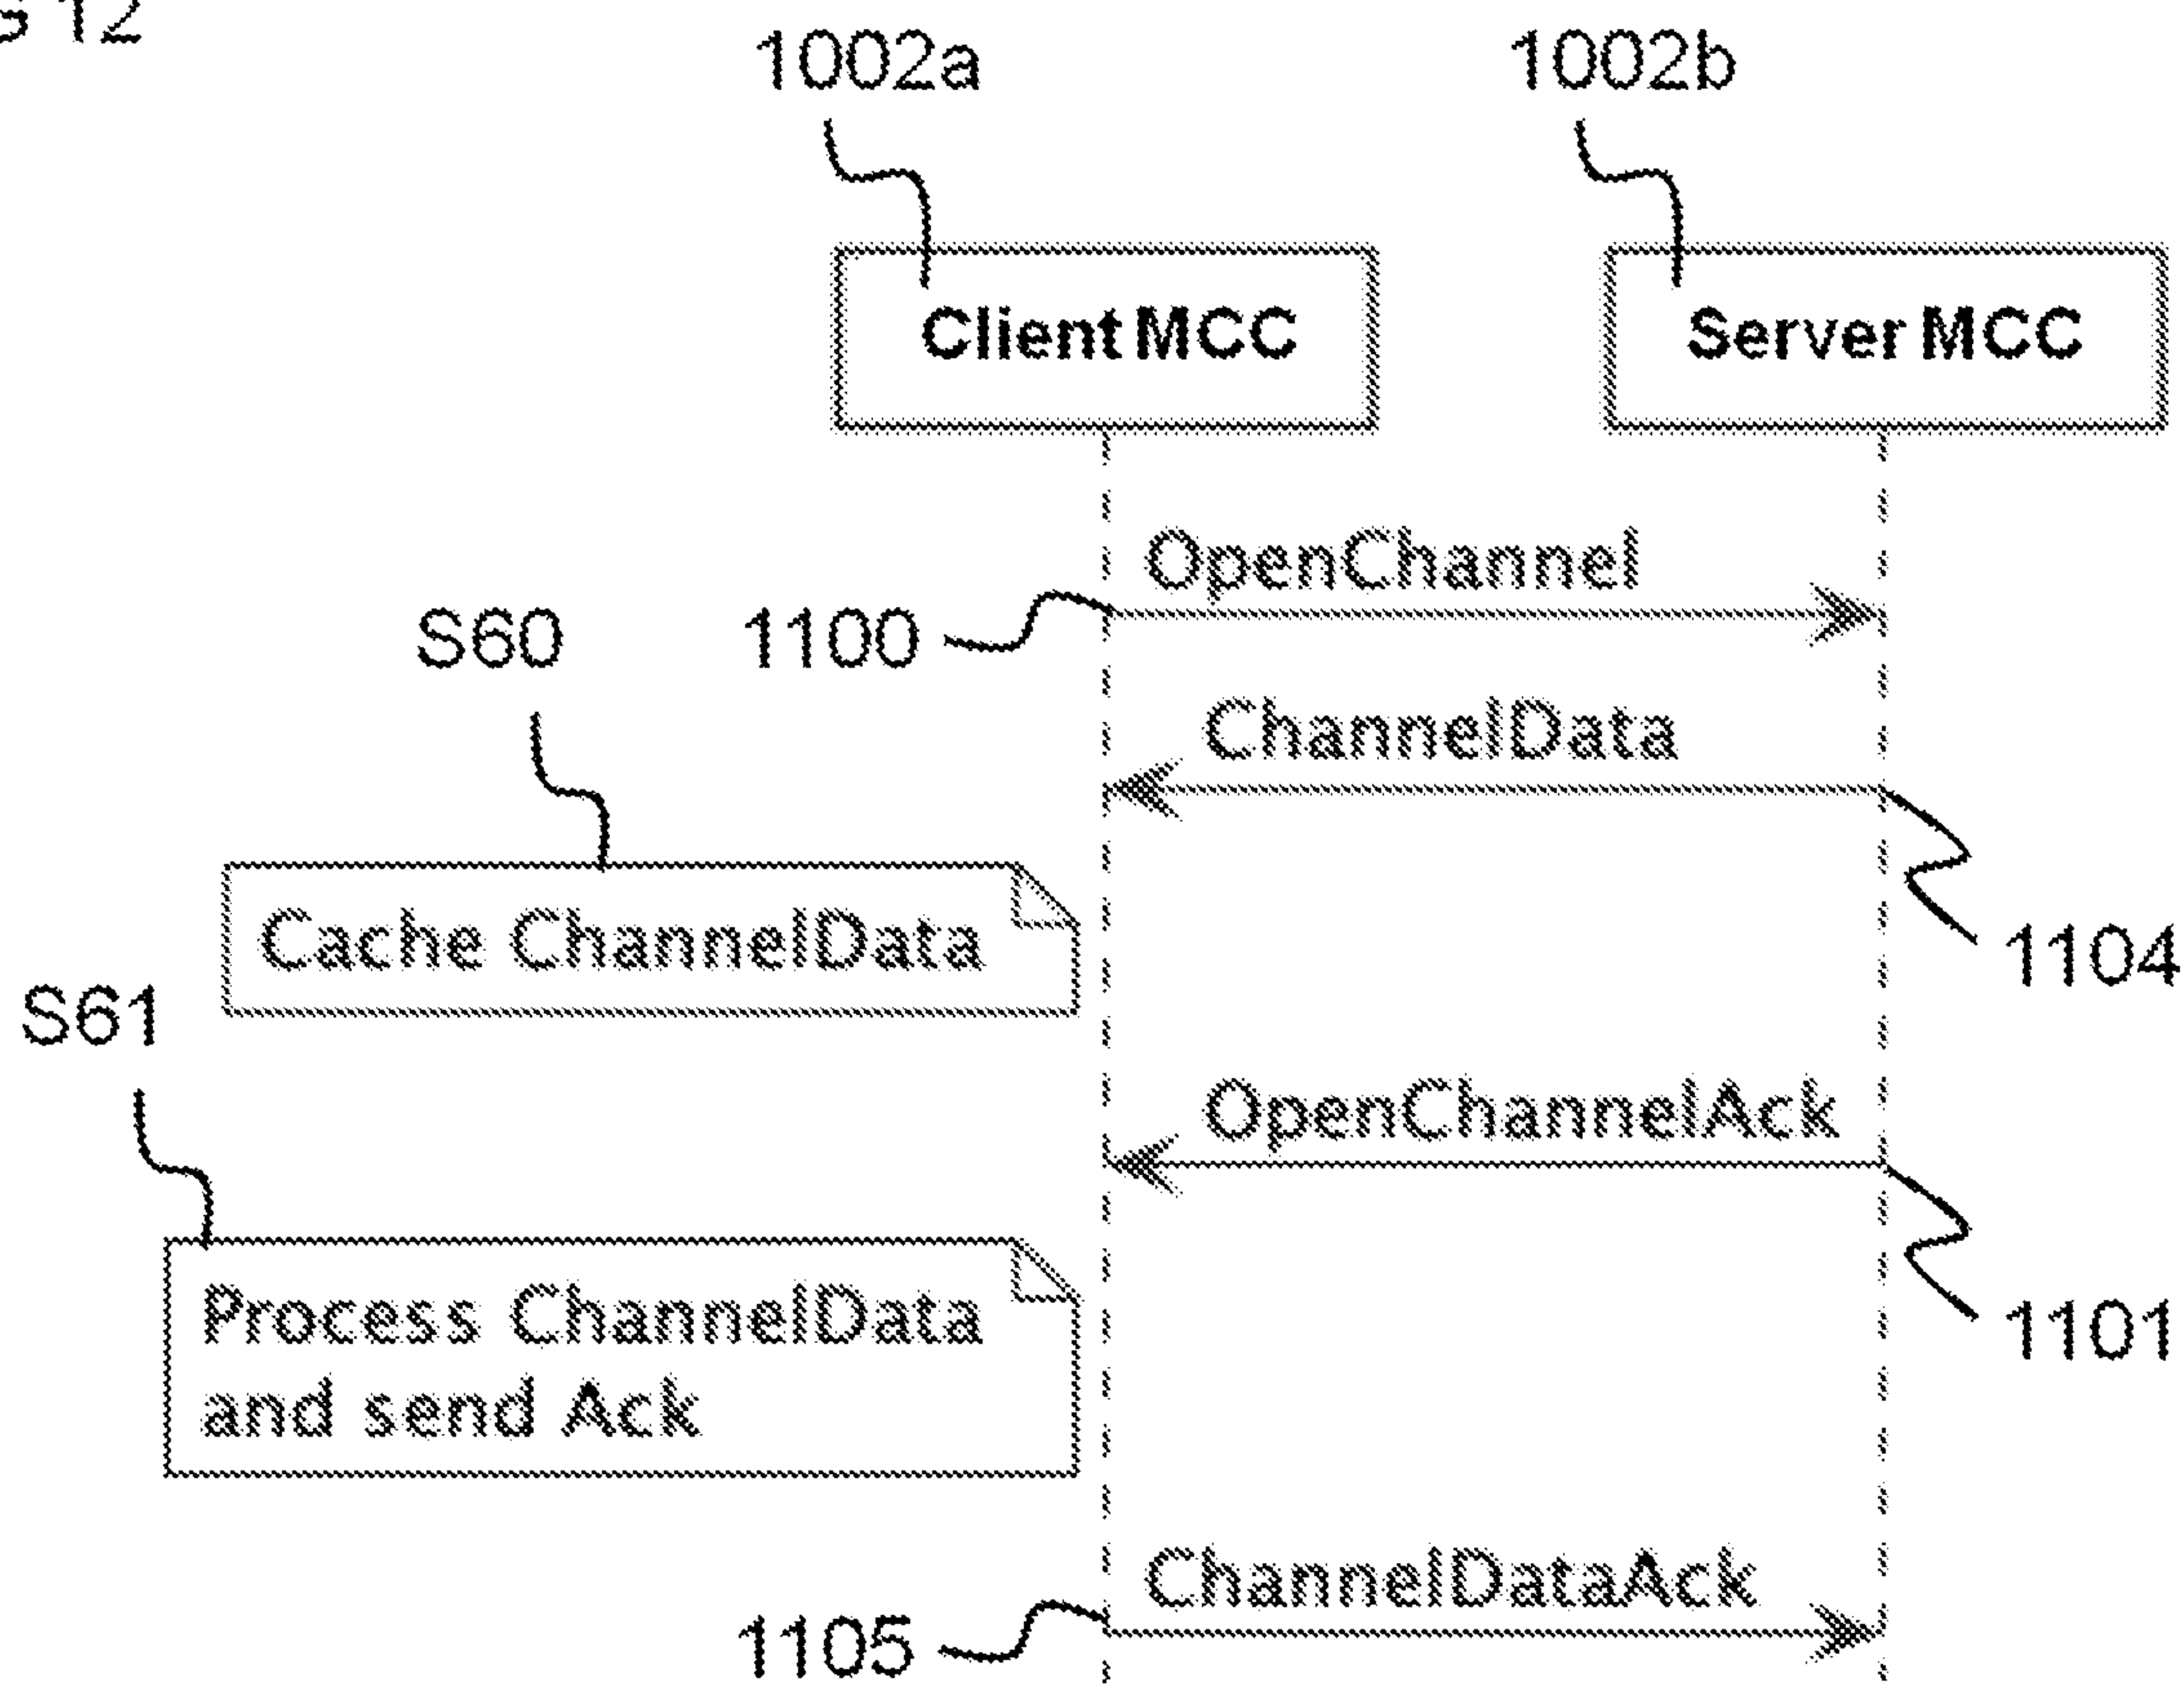 G 12
1002a
1002b
Client MCC
Server MCC
OpenChannel
S60
1100
ChannelData
Cache ChannelData
1104
S61
OpenChannelAck
Process ChannelData
and send Ack
1101
ChannelDataAck
1105